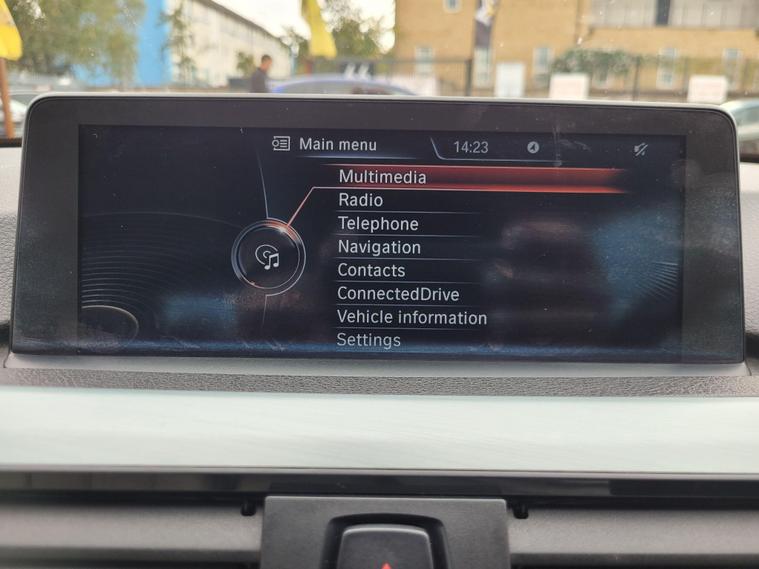 Main menu
14:23
Multimedia
Radio
Telephone
Navigation
Contacts
ConnectedDrive
Vehicle information
Settings